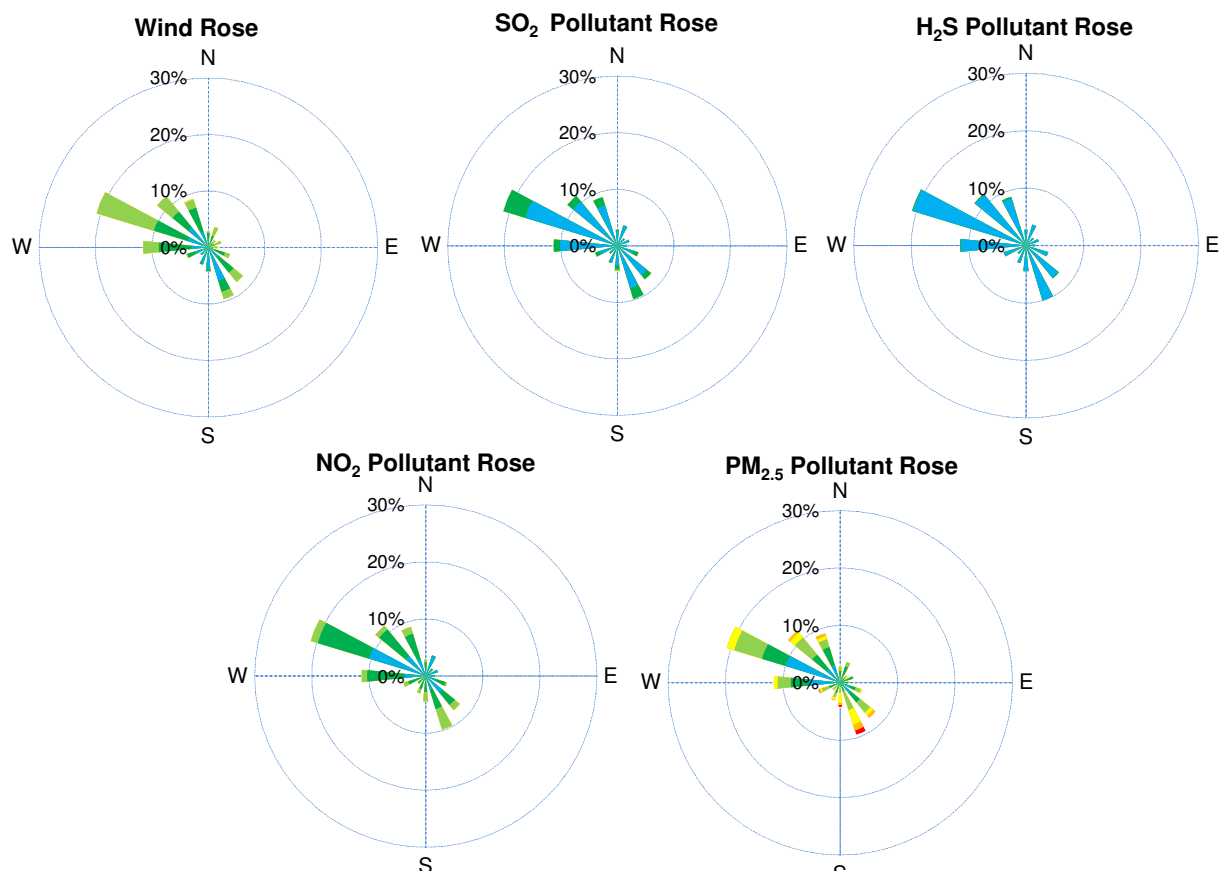 Wind Rose
N
30%
20%
10%
0%
W
E
S
SO₂ Pollutant Rose
N
30%
20%
10%
0%
W
E
S
H₂S Pollutant Rose
N
30%
20%
10%
0%
W
E
S
NO₂ Pollutant Rose
N
30%
20%
10%
0%
W
E
S
PM₂.₅ Pollutant Rose
N
30%
20%
10%
0%
W
E
S